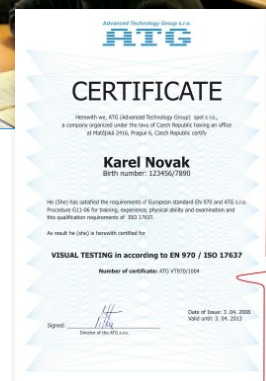 Advanced Technology Group s.r.o.
ATG
CERTIFICATE
Herewith we, ATG (Advanced Technology Group) spol s r.o.,
a company organized under the laws of Czech Republic having an office
at Matějská 2416, Prague 6, Czech Republic certify
Karel Novak
Birth number: 123456/7890
He (She) has satisfied the requirements of European standard EN 970 and ATG s.r.o.
Procedure G11-06 for training, experience, physical ability and examination and
this qualification requirements of ISO 17637.
As result he (she) is herewith certified for
VISUAL TESTING in according to EN 970 / ISO 17637
Number of certificate: ATG VT970/1004
Date of Issue: 3 .04. 2008
Valid until: 3. 04. 2013
Signed:
Director of the ATG s.r.o.